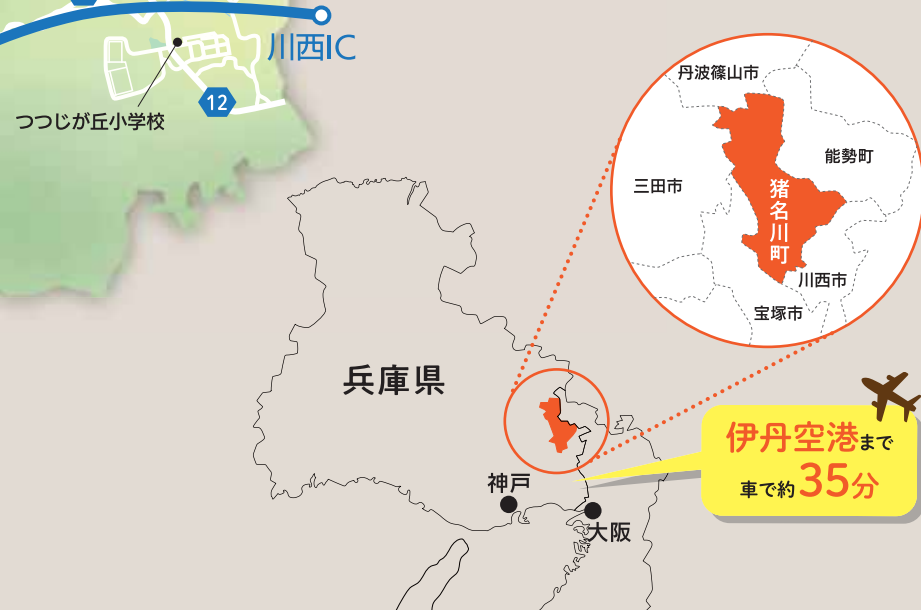 川西IC
12
つつじが丘小学校
丹波篠山市
能勢町
三田市
猪名川町
川西市
宝塚市
兵庫県
伊丹空港まで
車で約35分
神戸
大阪